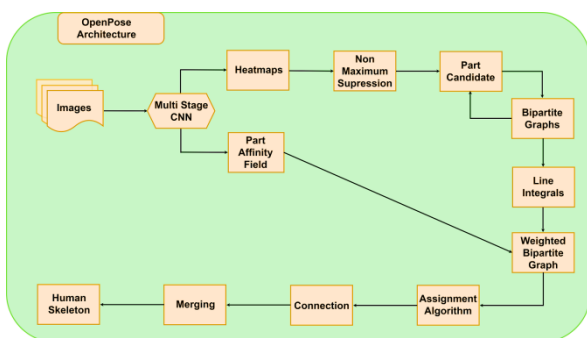 OpenPose
Architecture
Images
Multi Stage
CNN
Heatmaps
Non
Maximum
Supression
Part
Candidate
Bipartite
Graphs
Part
Affinity
Field
Line
Integrals
Weighted
Bipartite
Graph
Assignment
Algorithm
Connection
Merging
Human
Skeleton